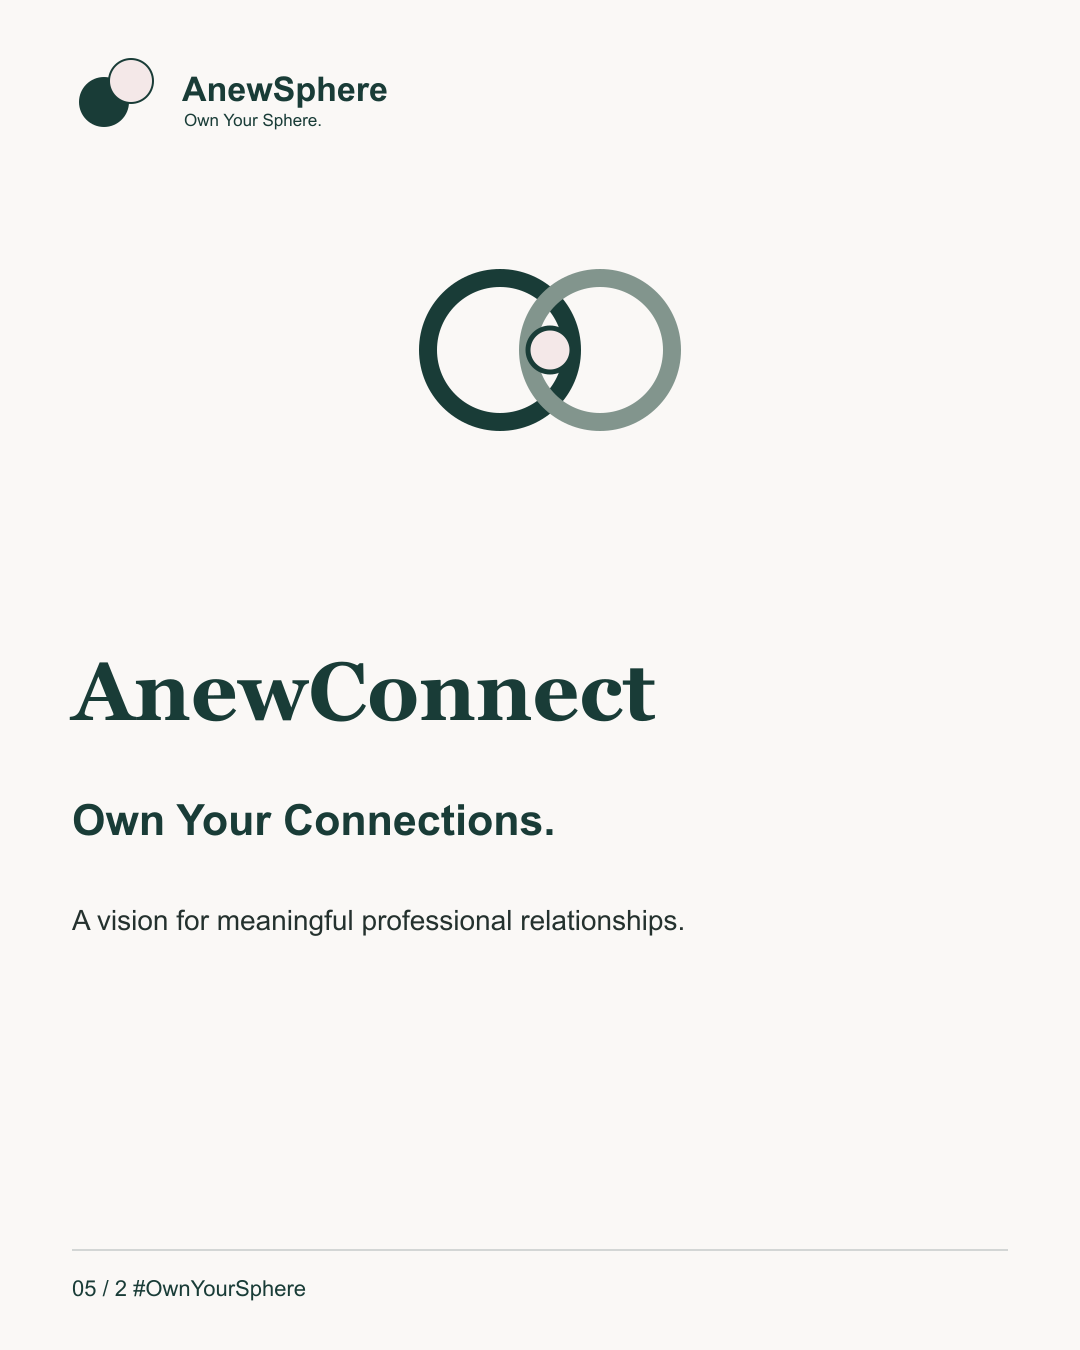 AnewSphere
Own Your Sphere.
AnewConnect
Own Your Connections.
A vision for meaningful professional relationships.
05 / 2 #OwnYourSphere